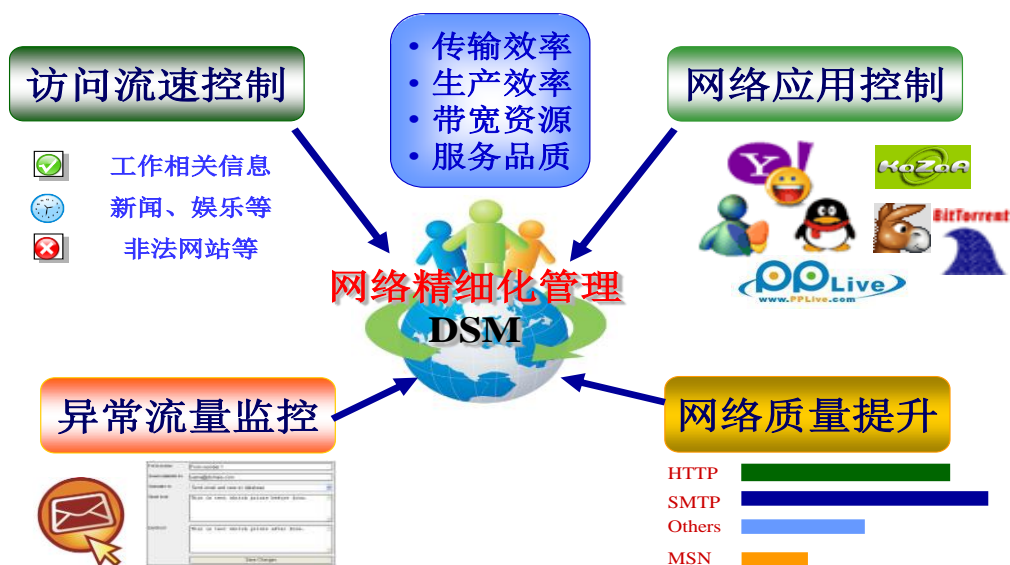 • 传输效率
• 生产效率
• 带宽资源
• 服务品质
访问流速控制
网络应用控制
工作相关信息
新闻、娱乐等
非法网站等
Y!
KaZaA
BitTorrent
PPLive
www.PPLive.com
网络精细化管理
DSM
异常流量监控
网络质量提升
HTTP
SMTP
Others
MSN